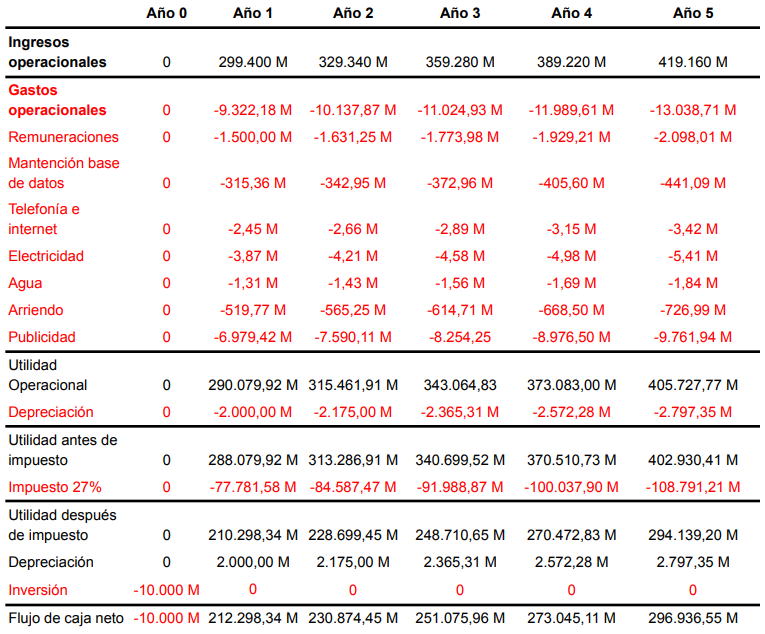 Año 0 Año 1 Año 2 Año 3 Año 4 Año 5
Ingresos
operacionales 0 299.400 M 329.340 M 359.280 M 389.220 M 419.160 M
Gastos
operacionales 0 -9.322,18 M -10.137,87 M -11.024,93 M -11.989,61 M -13.038,71 M
Remuneraciones 0 -1.500,00 M -1.631,25 M -1.773,98 M -1.929,21 M -2.098,01 M
Mantención base
de datos 0 -315,36 M -342,95 M -372,96 M -405,60 M -441,09 M
Telefonía e
internet 0 -2,45 M -2,66 M -2,89 M -3,15 M -3,42 M
Electricidad 0 -3,87 M -4,21 M -4,58 M -4,98 M -5,41 M
Agua 0 -1,31 M -1,43 M -1,56 M -1,69 M -1,84 M
Arriendo 0 -519,77 M -565,25 M -614,71 M -668,50 M -726,99 M
Publicidad 0 -6.979,42 M -7.590,11 M -8.254,25 -8.976,50 M -9.761,94 M
Utilidad
Operacional 0 290.079,92 M 315.461,91 M 343.064,83 373.083,00 M 405.727,77 M
Depreciación 0 -2.000,00 M -2.175,00 M -2.365,31 M -2.572,28 M -2.797,35 M
Utilidad antes de
impuesto 0 288.079,92 M 313.286,91 M 340.699,52 M 370.510,73 M 402.930,41 M
Impuesto 27% 0 -77.781,58 M -84.587,47 M -91.988,87 M -100.037,90 M -108.791,21 M
Utilidad después
de impuesto 0 210.298,34 M 228.699,45 M 248.710,65 M 270.472,83 M 294.139,20 M
Depreciación 0 2.000,00 M 2.175,00 M 2.365,31 M 2.572,28 M 2.797,35 M
Inversión -10.000 M 0 0 0 0 0
Flujo de caja neto -10.000 M 212.298,34 M 230.874,45 M 251.075,96 M 273.045,11 M 296.936,55 M